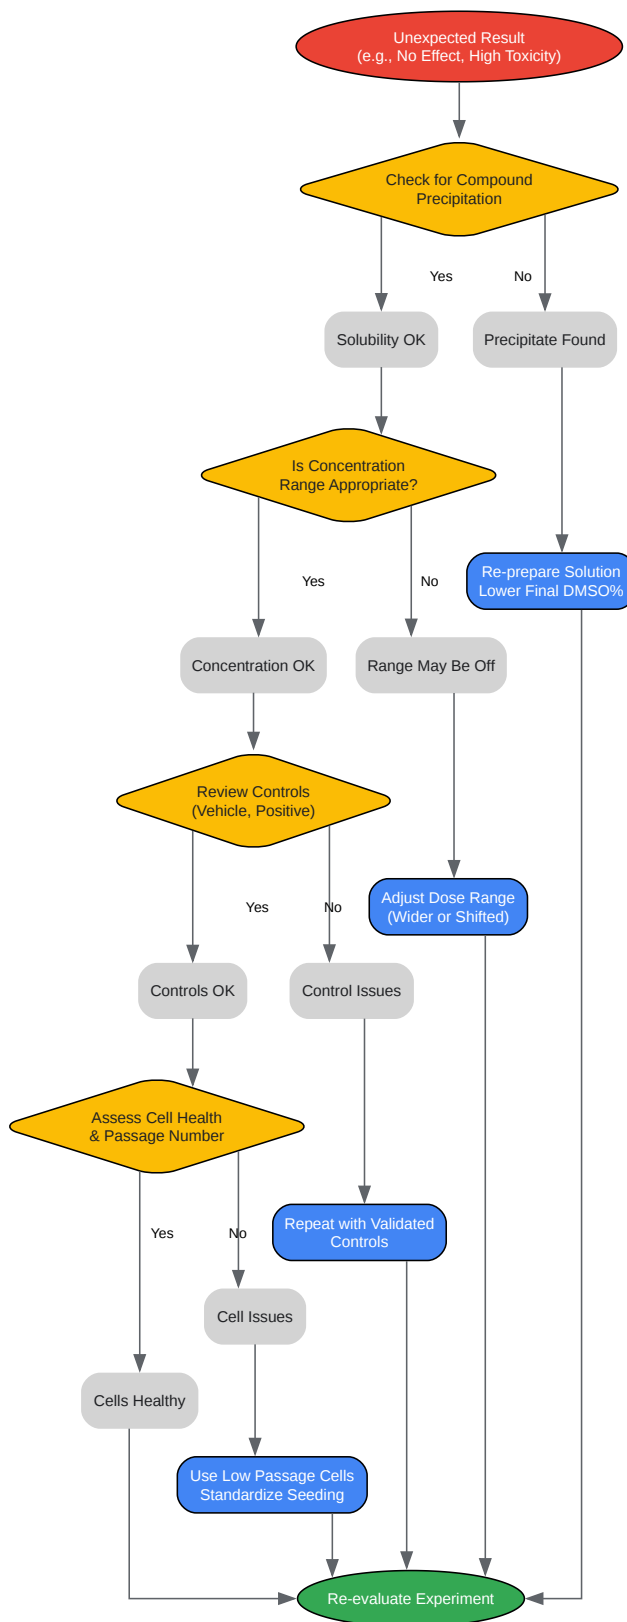 Unexpected Result
(e.g., No Effect, High Toxicity)
Check for Compound
Precipitation
Yes
No
Solubility OK
Precipitate Found
Is Concentration
Range Appropriate?
Re-prepare Solution
Lower Final DMSO%
Yes
No
Concentration OK
Range May Be Off
Review Controls
(Vehicle, Positive)
Adjust Dose Range
(Wider or Shifted)
Yes
No
Controls OK
Control Issues
Assess Cell Health
& Passage Number
Repeat with Validated
Controls
Yes
No
Cell Issues
Cells Healthy
Use Low Passage Cells
Standardize Seeding
Re-evaluate Experiment